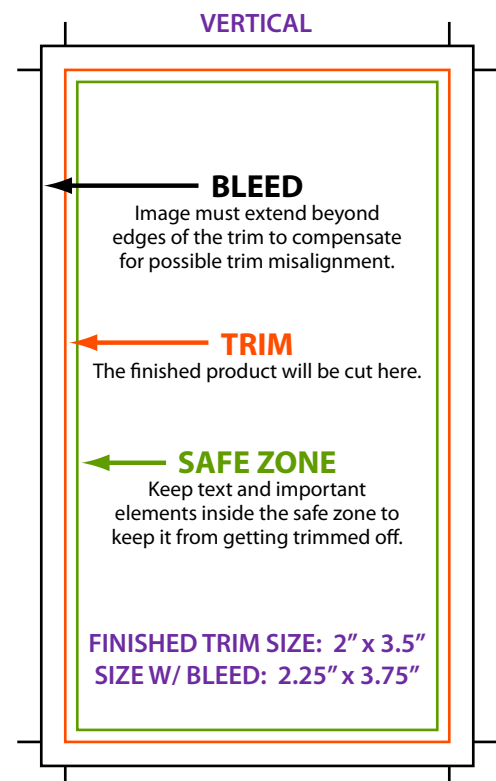 VERTICAL
BLEED
Image must extend beyond
edges of the trim to compensate
for possible trim misalignment.
TRIM
The finished product will be cut here.
SAFE ZONE
Keep text and important
elements inside the safe zone to
keep it from getting trimmed off.
FINISHED TRIM SIZE: 2” x 3.5”
SIZE W/ BLEED: 2.25” x 3.75”